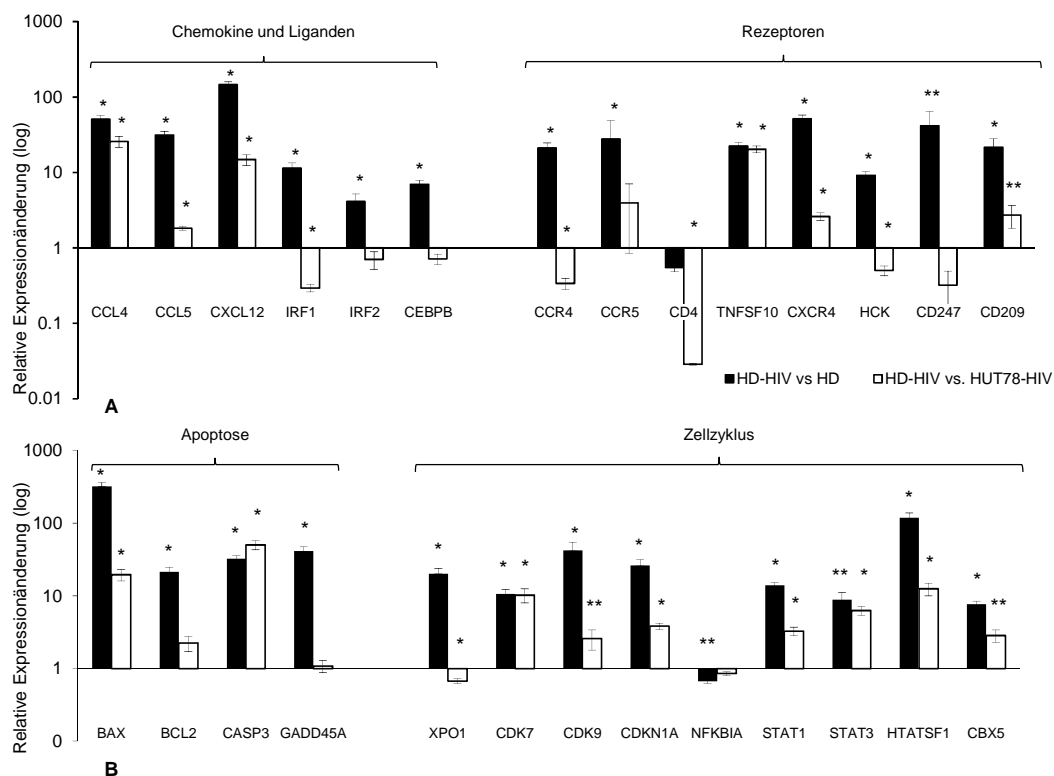 Chemokine und Liganden
Rezeptoren
Relative Expressionänderung (log)
1000
100
10
1
0.1
0.01
* * * * * * * * * *
* * * * * * * * * ** * **
CCL4 CCL5 CXCL12 IRF1 IRF2 CEBPB CCR4 CCR5 CD4 TNFSF10 CXCR4 HCK CD247 CD209
HD-HIV vs HD HD-HIV vs. HUT78-HIV
A
Apoptose
Zellzyklus
Relative Expressionänderung (log)
1000
100
10
1
0
* * * * * *
* * * * * ** * * ** * * ** * * * * **
BAX BCL2 CASP3 GADD45A XPO1 CDK7 CDK9 CDKN1A NFKBIA STAT1 STAT3 HTATSF1 CBX5
B